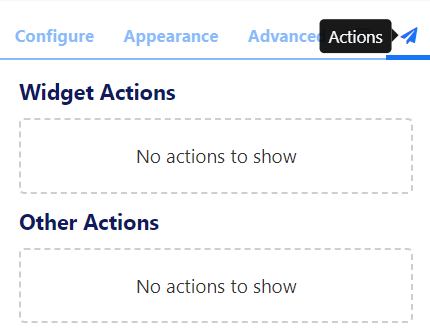 Configure Appearance Advanced Actions
Widget Actions
No actions to show
Other Actions
No actions to show